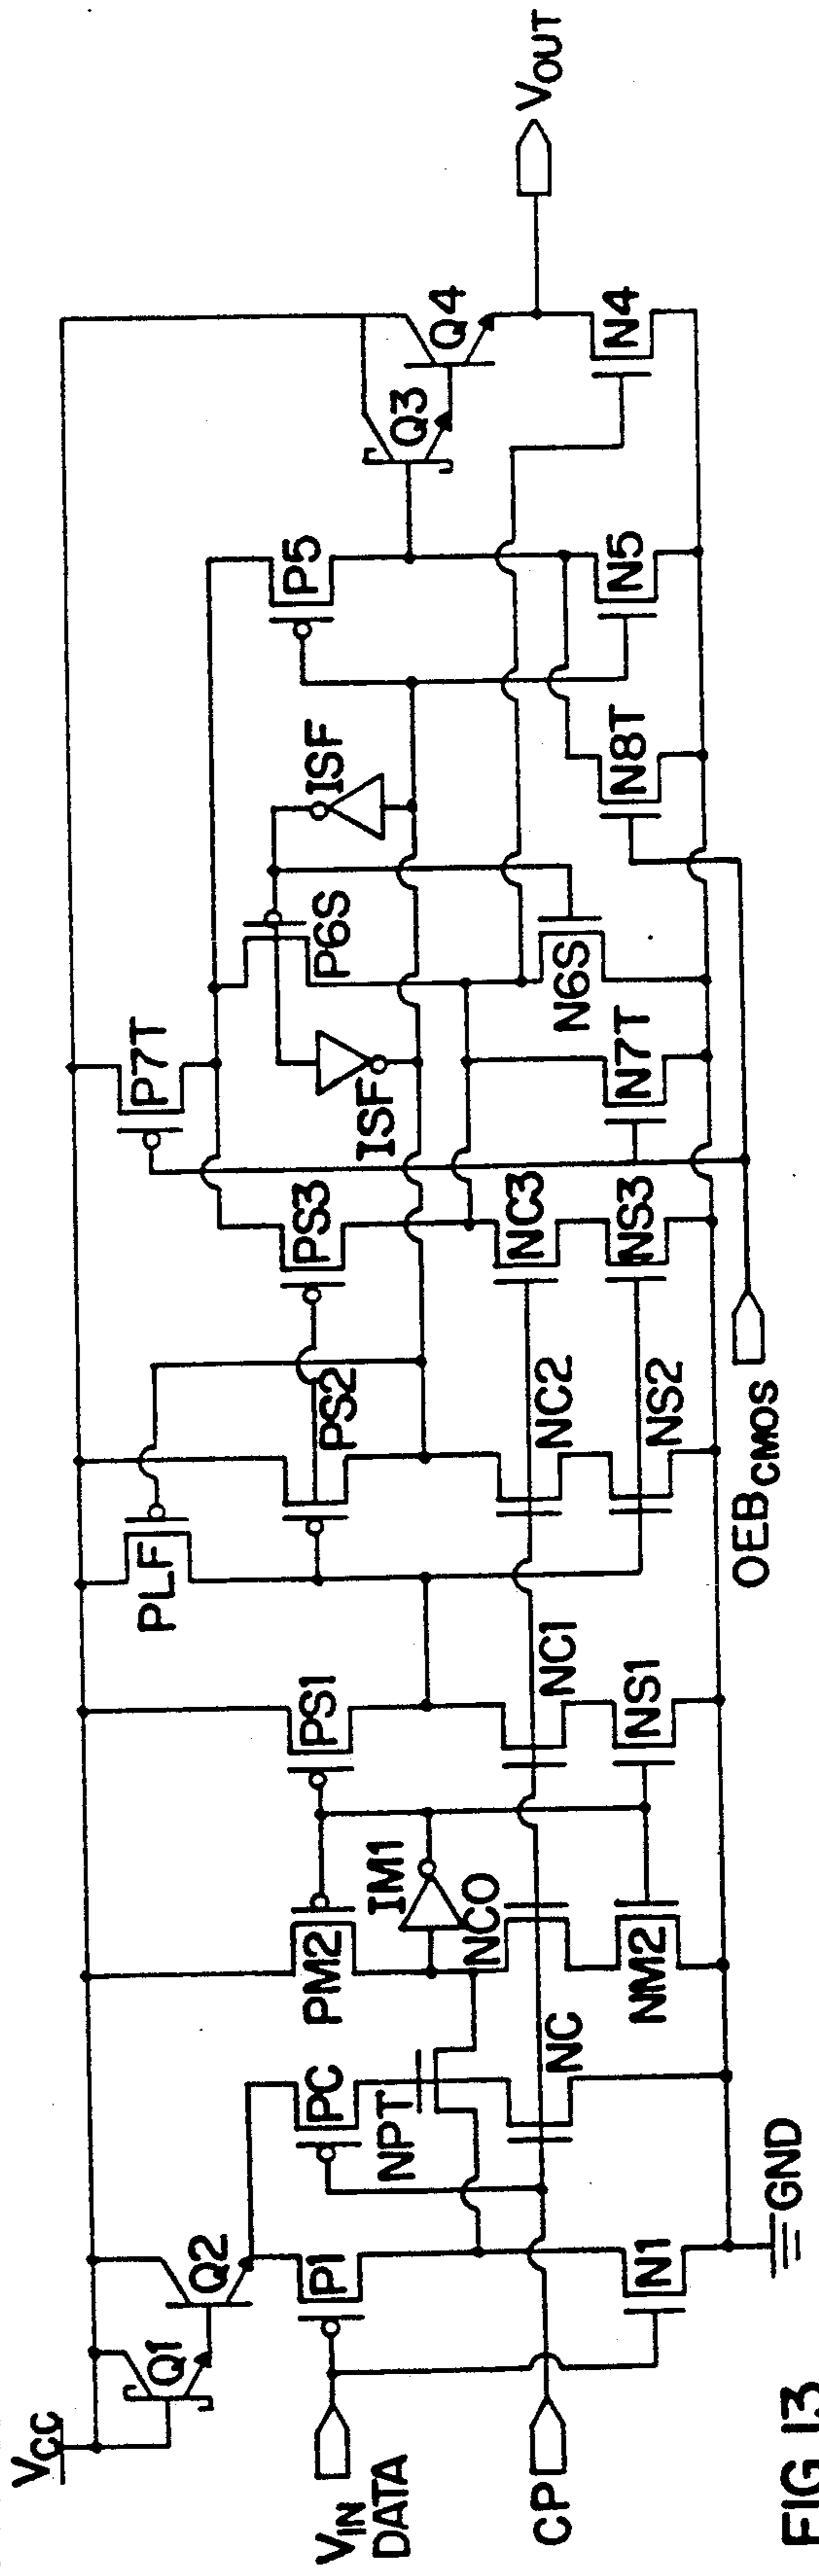 VCC
Q1
Q2
P1
PC
NPT
NC
N1
GND
VIN
DATA
CP
PM2
IM1
NC0
NM2
PS1
NC1
NS1
PLF
PS2
NC2
NS2
PS3
NC3
NS3
OEBCMOS
P7T
ISF
P6S
ISF
N7T
N6S
N8T
P5
N5
Q3
Q4
N4
VOUT
FIG 13